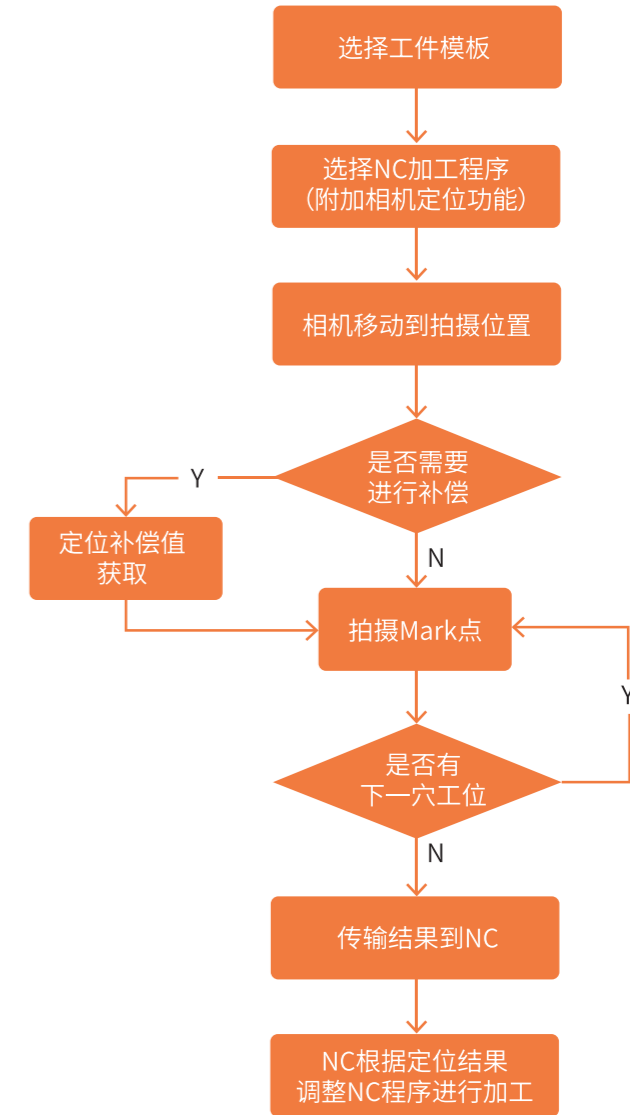 选择工件模板
选择NC加工程序
（附加相机定位功能）
相机移动到拍摄位置
是否需要
进行补偿
Y
定位补偿值
获取
N
拍摄Mark点
Y
是否有
下一穴工位
N
传输结果到NC
NC根据定位结果
调整NC程序进行加工